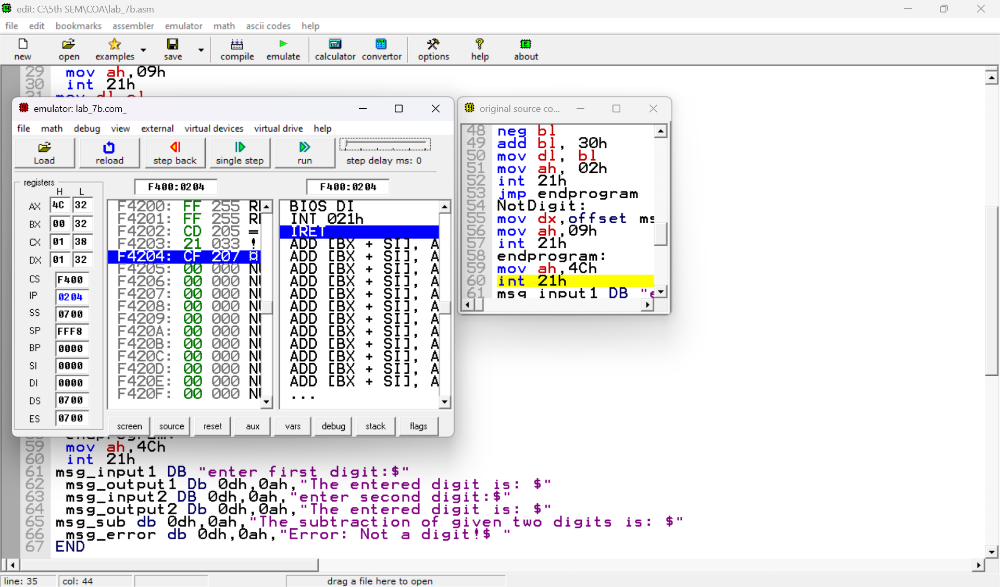 edit: C:\5th SEM\COA\lab_7b.asm
file edit bookmarks assembler emulator math ascii codes help
new open examples save compile emulate calculator convertor options help about
29 mov ah,09h
30 int 21h
31 mov dl,cl
emulator: lab_7b.com_
file math debug view external virtual devices virtual drive help
Load reload step back single step run step delay ms: 0
registers
H L
AX 4C 32
BX 00 32
CX 01 38
DX 01 32
CS F400
IP 0204
SS 0700
SP FFF8
BP 0000
SI 0000
DI 0000
DS 0700
ES 0700
F400:0204
F4200: FF 255
F4201: FF 255
F4202: CD 205 =
F4203: 21 033 !
F4204: CF 207 ¤
F4205: 00 000
F4206: 00 000
F4207: 00 000
F4208: 00 000
F4209: 00 000
F420A: 00 000
F420B: 00 000
F420C: 00 000
F420D: 00 000
F420E: 00 000
F420F: 00 000
F400:0204
BIOS DI
INT 021h
IRET
ADD [BX + SI], A
ADD [BX + SI], A
ADD [BX + SI], A
ADD [BX + SI], A
ADD [BX + SI], A
ADD [BX + SI], A
ADD [BX + SI], A
ADD [BX + SI], A
ADD [BX + SI], A
ADD [BX + SI], A
ADD [BX + SI], A
ADD [BX + SI], A
...
screen source reset aux vars debug stack flags
original source co...
48 neg bl
49 add bl, 30h
50 mov dl, bl
51 mov ah, 02h
52 int 21h
53 jmp endprogram
54 NotDigit:
55 mov dx,offset ms
56 mov ah,09h
57 int 21h
58 endprogram:
59 mov ah,4Ch
60 int 21h
61 msg_input1 DB "e
58 endprogram:
59 mov ah,4Ch
60 int 21h
61 msg_input1 DB "enter first digit:$"
62 msg_output1 Db 0dh,0ah,"The entered digit is: $"
63 msg_input2 DB 0dh,0ah,"enter second digit:$"
64 msg_output2 Db 0dh,0ah,"The entered digit is: $"
65 msg_sub db 0dh,0ah,"The subtraction of given two digits is: $"
66 msg_error db 0dh,0ah,"Error: Not a digit!$ "
67 END
line: 35 col: 44 drag a file here to open